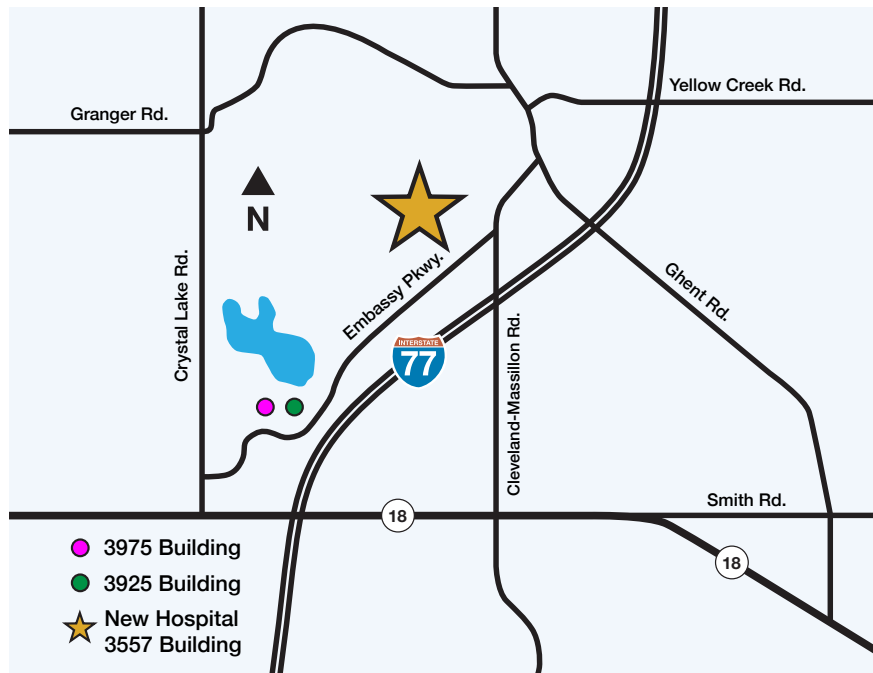 Yellow Creek Rd.
Granger Rd.
N
Embassy Pkwy.
Ghent Rd.
Crystal Lake Rd.
INTERSTATE
77
Cleveland-Massillon Rd.
Smith Rd.
18
3975 Building
18
3925 Building
New Hospital
3557 Building